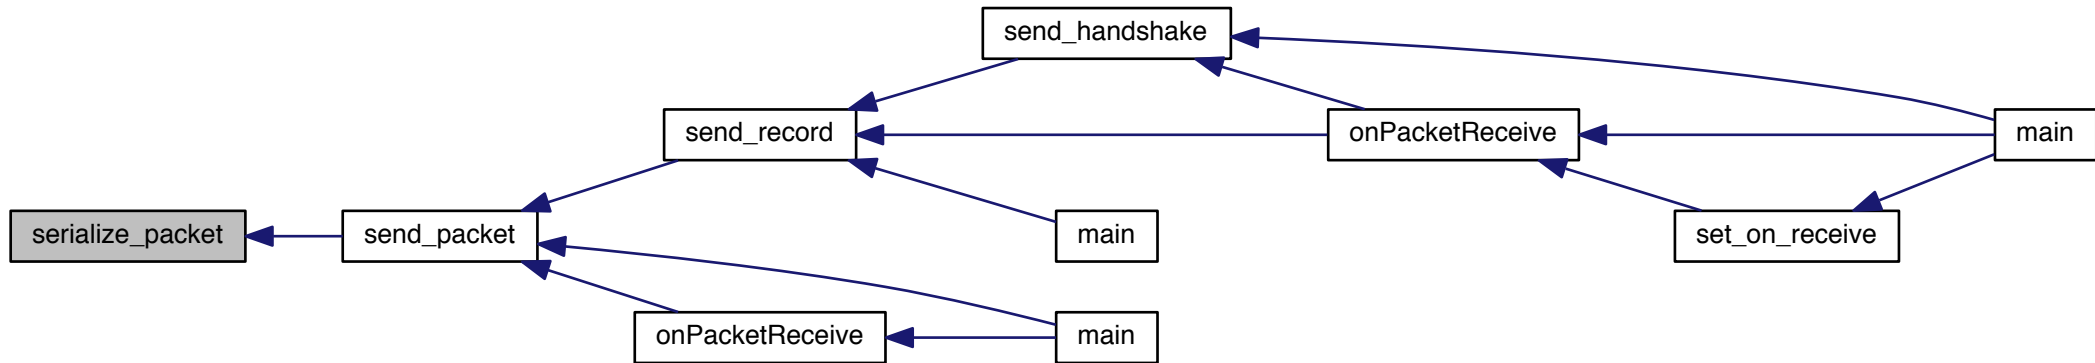 send_handshake
send_record
onPacketReceive
main
serialize_packet
send_packet
main
set_on_receive
onPacketReceive
main